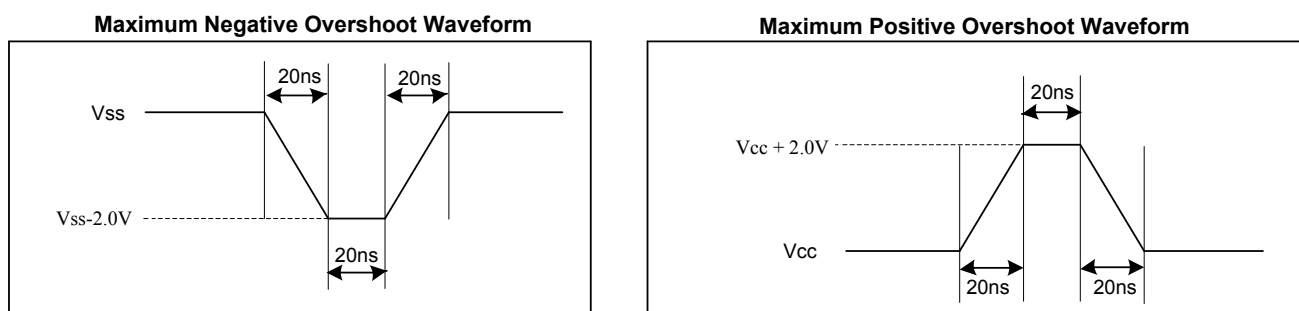 Maximum Negative Overshoot Waveform
20ns
20ns
Vss
Vss-2.0V
20ns
Maximum Positive Overshoot Waveform
20ns
Vcc + 2.0V
Vcc
20ns
20ns